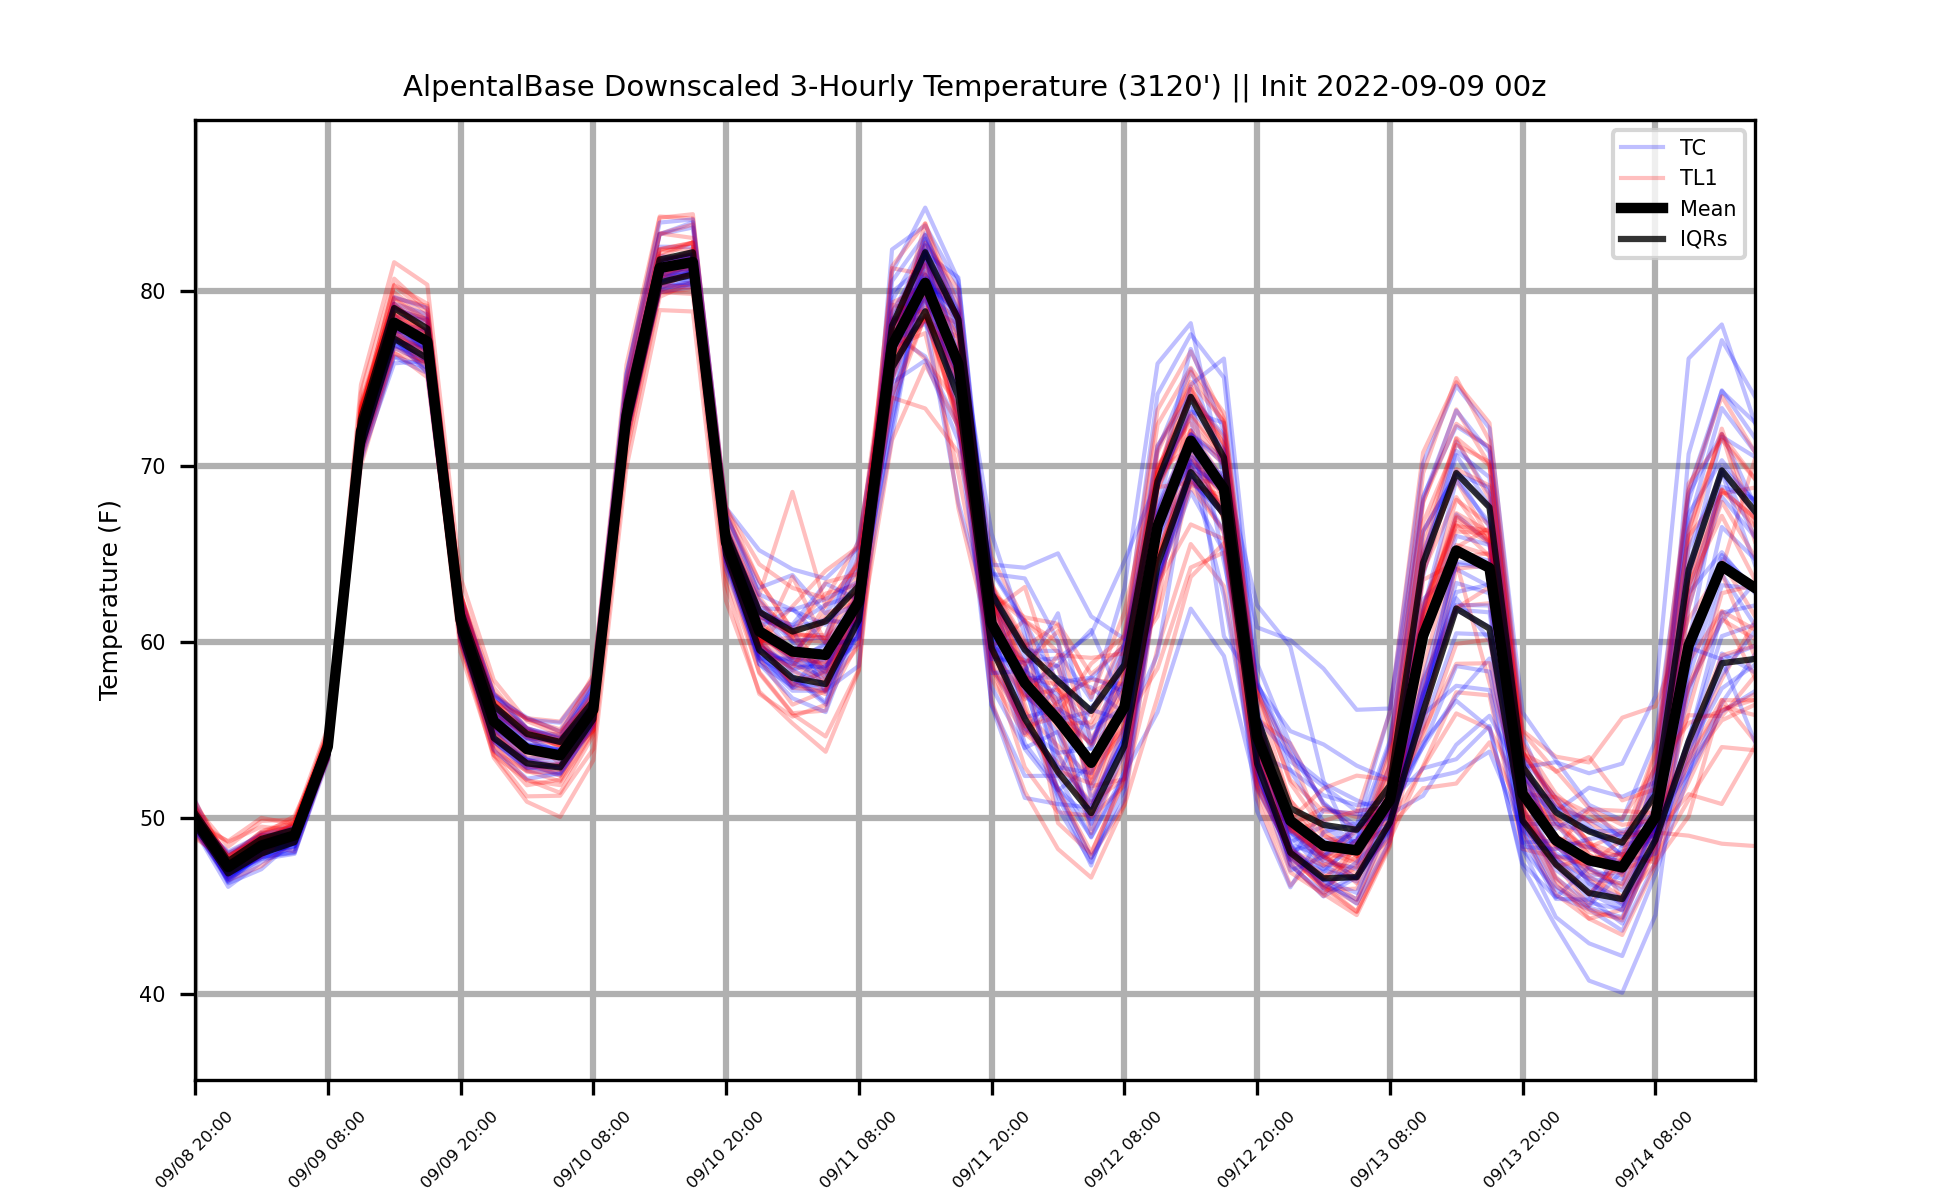 AlpentalBase Downscaled 3-Hourly Temperature (3120') || Init 2022-09-09 00z
TC
TL1
Mean
IQRs
Temperature (F)
80
70
60
50
40
09/08 20:00
09/09 08:00
09/09 20:00
09/10 08:00
09/10 20:00
09/11 08:00
09/11 20:00
09/12 08:00
09/12 20:00
09/13 08:00
09/13 20:00
09/14 08:00